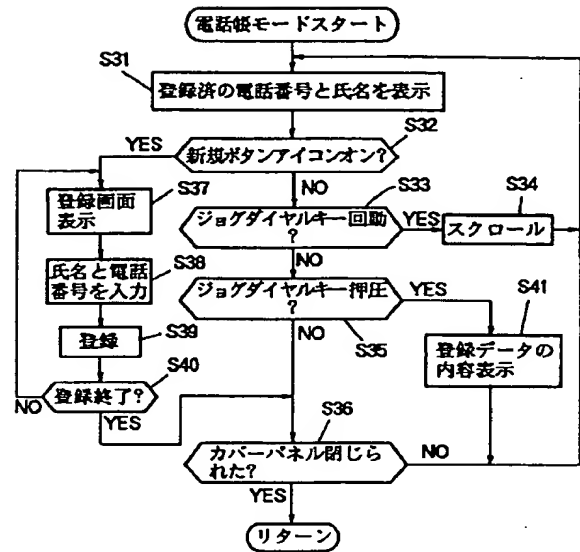 電話帳モードスタート
S31
登録済の電話番号と氏名を表示
S32
YES
新規ボタンアイコンオン?
S37
NO
S33
S34
登録画面
表示
ジョグダイヤルキー回動
?
YES
スクロール
S38
NO
氏名と電話
番号を入力
ジョグダイヤルキー押圧
?
YES
S41
S39
NO
S35
登録
登録データの
内容表示
S40
登録終了?
NO
YES
S36
カバーパネル閉じら
れた?
NO
YES
リターン